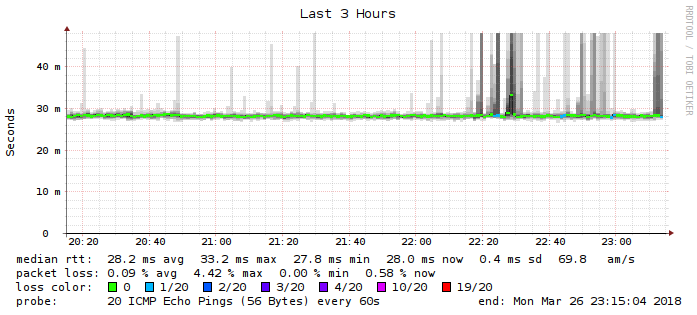 Last 3 Hours
RRDTOOL / TOBI OETIKER
Seconds
40 m
30 m
20 m
10 m
0
20:20 20:40 21:00 21:20 21:40 22:00 22:20 22:40 23:00
median rtt: 28.2 ms avg 33.2 ms max 27.8 ms min 28.0 ms now 0.4 ms sd 69.8 am/s
packet loss: 0.09 % avg 4.42 % max 0.00 % min 0.58 % now
loss color: 0 1/20 2/20 3/20 4/20 10/20 19/20
probe: 20 ICMP Echo Pings (56 Bytes) every 60s end: Mon Mar 26 23:15:04 2018